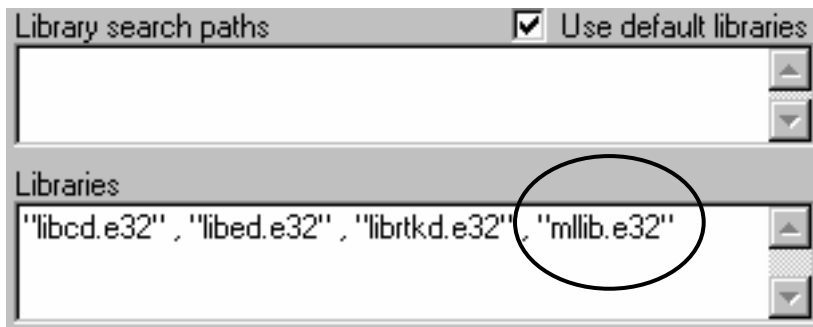 Library search paths Use default libraries
Libraries
"libcd.e32" , "libed.e32" , "librtkd.e32" , "mllib.e32"